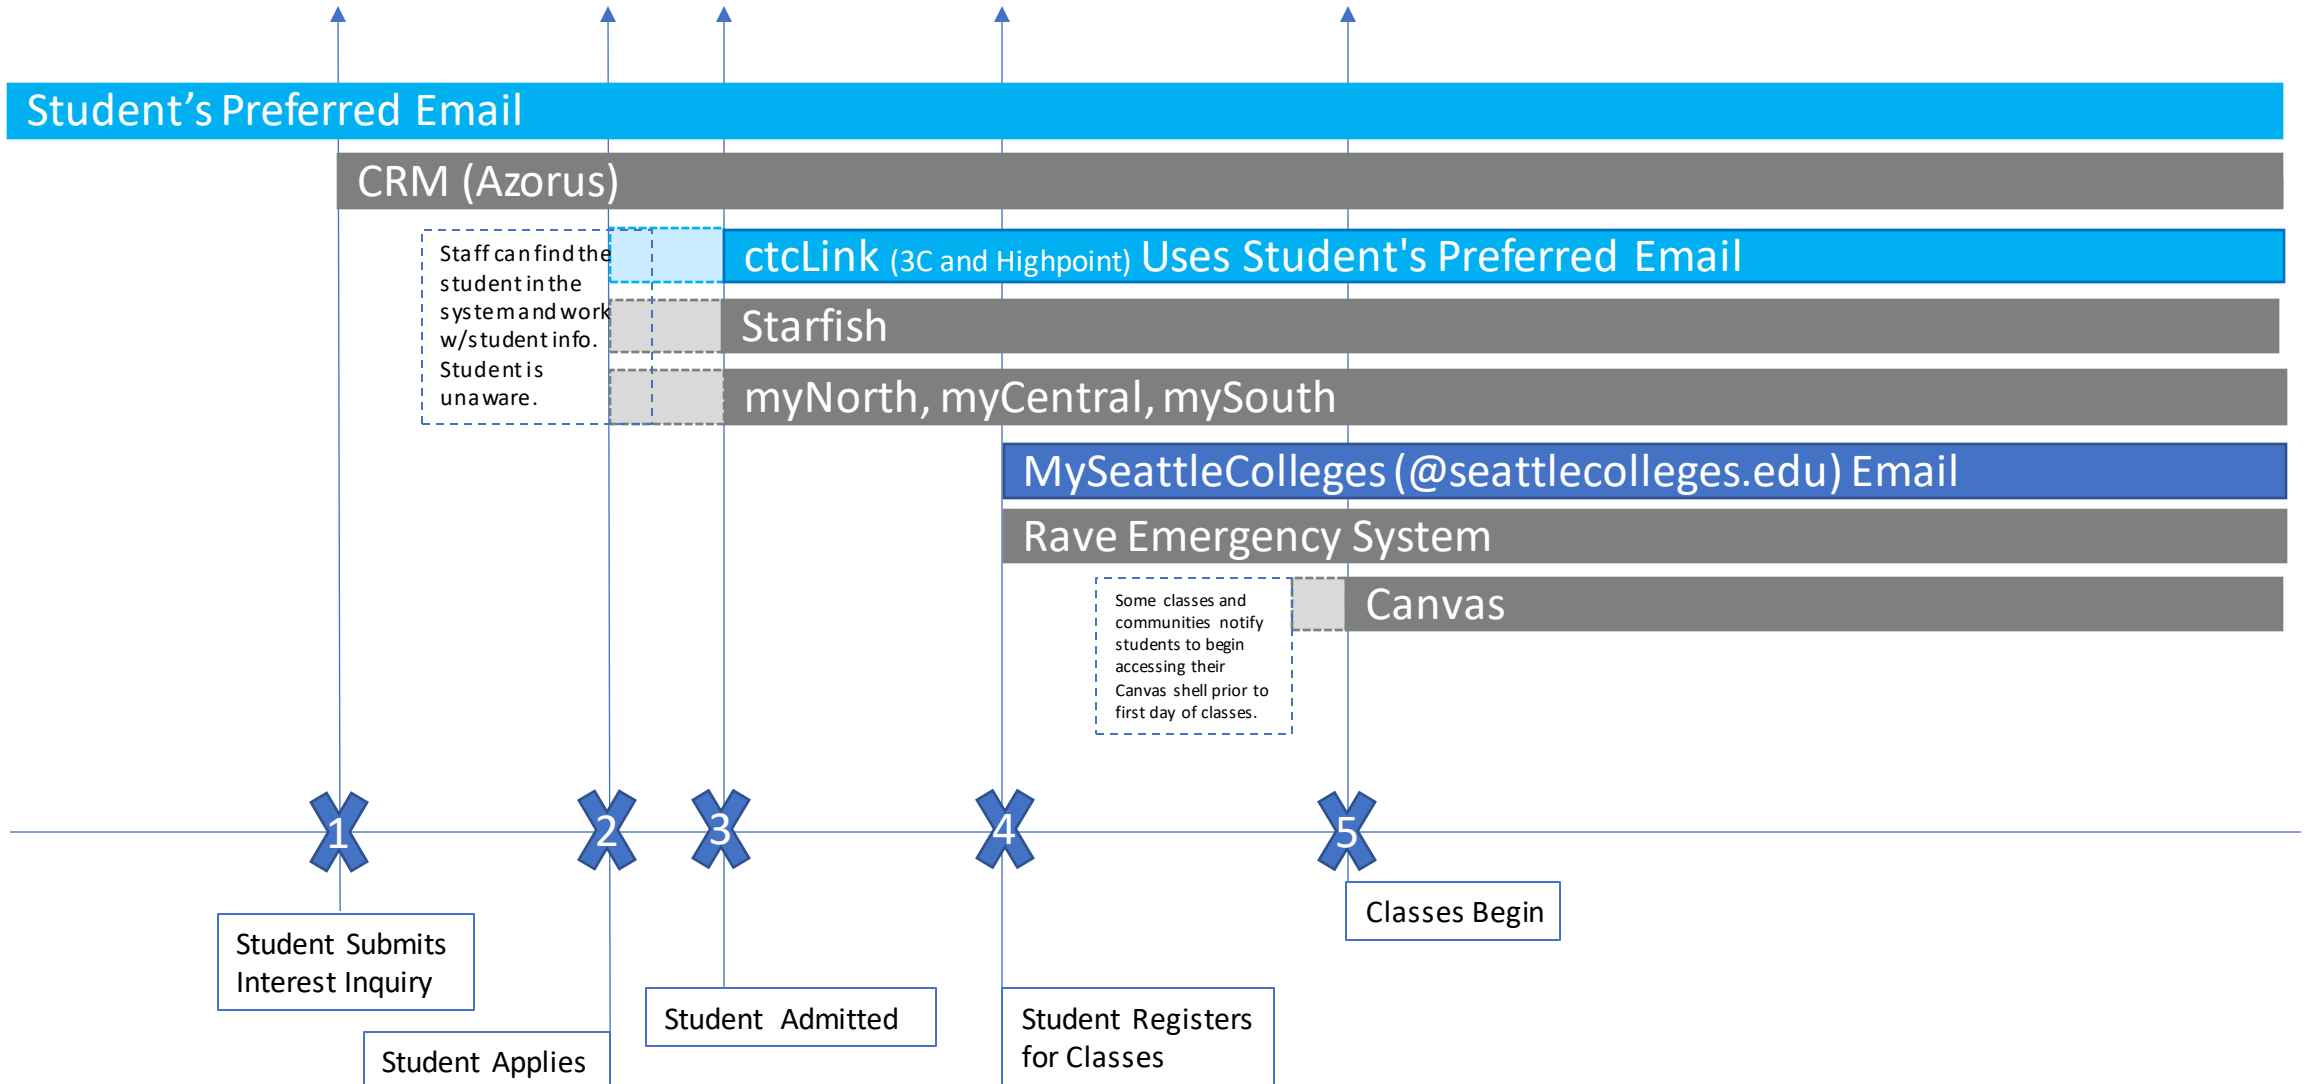 Student's Preferred Email
CRM (Azorus)
Staff can find the
student in the
system and work
w/student info.
Student is
unaware.
ctcLink (3C and Highpoint) Uses Student's Preferred Email
Starfish
myNorth, myCentral, mySouth
MySeattleColleges (@seattlecolleges.edu) Email
Rave Emergency System
Some classes and
communities notify
students to begin
accessing their
Canvas shell prior to
first day of classes.
Canvas
1
2
3
4
5
Classes Begin
Student Submits
Interest Inquiry
Student Admitted
Student Registers
for Classes
Student Applies